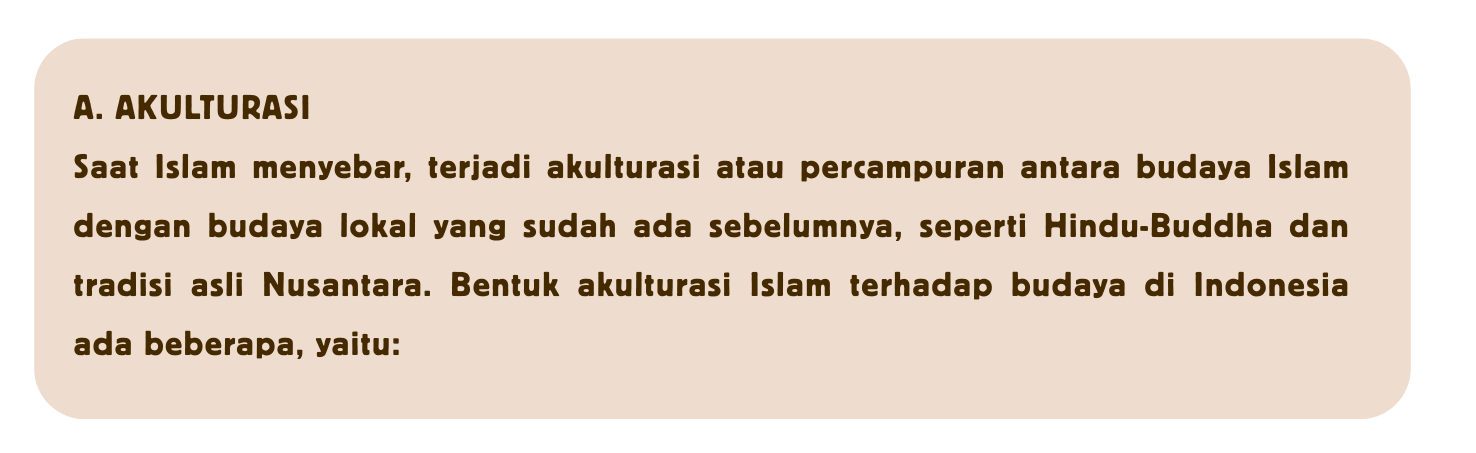 A. AKULTURASI
Saat Islam menyebar, terjadi akulturasi atau percampuran antara budaya Islam
dengan budaya lokal yang sudah ada sebelumnya, seperti Hindu-Buddha dan
tradisi asli Nusantara. Bentuk akulturasi Islam terhadap budaya di Indonesia
ada beberapa, yaitu: